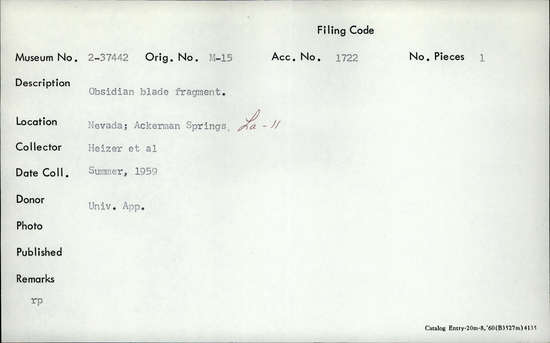 Filing Code
Museum No. 2-37442 Orig. No. M-15 Acc. No. 1722 No. Pieces 1
Description Obsidian blade fragment.
Location Nevada; Ackerman Springs, La-11
Collector Heizer et al
Date Coll. Summer, 1959
Donor Univ. App.
Photo
Published
Remarks
rp
Catalog Entry-20m-8,'60(B3527m)4135